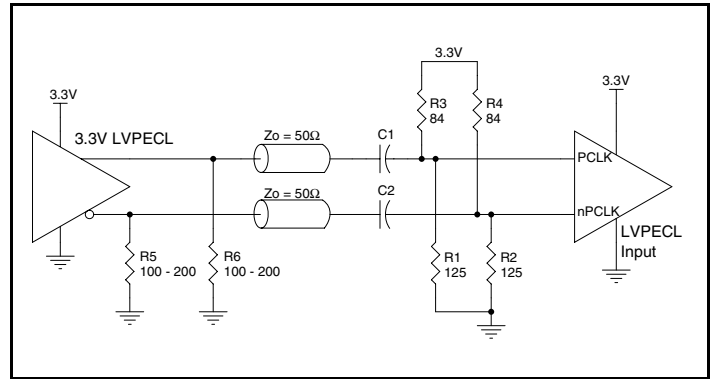 3.3V
3.3V
3.3V
R3
84
R4
84
3.3V LVPECL
Zo = 50Ω
C1
PCLK
Zo = 50Ω
C2
nPCLK
LVPECL
Input
R5
100 - 200
R6
100 - 200
R1
125
R2
125